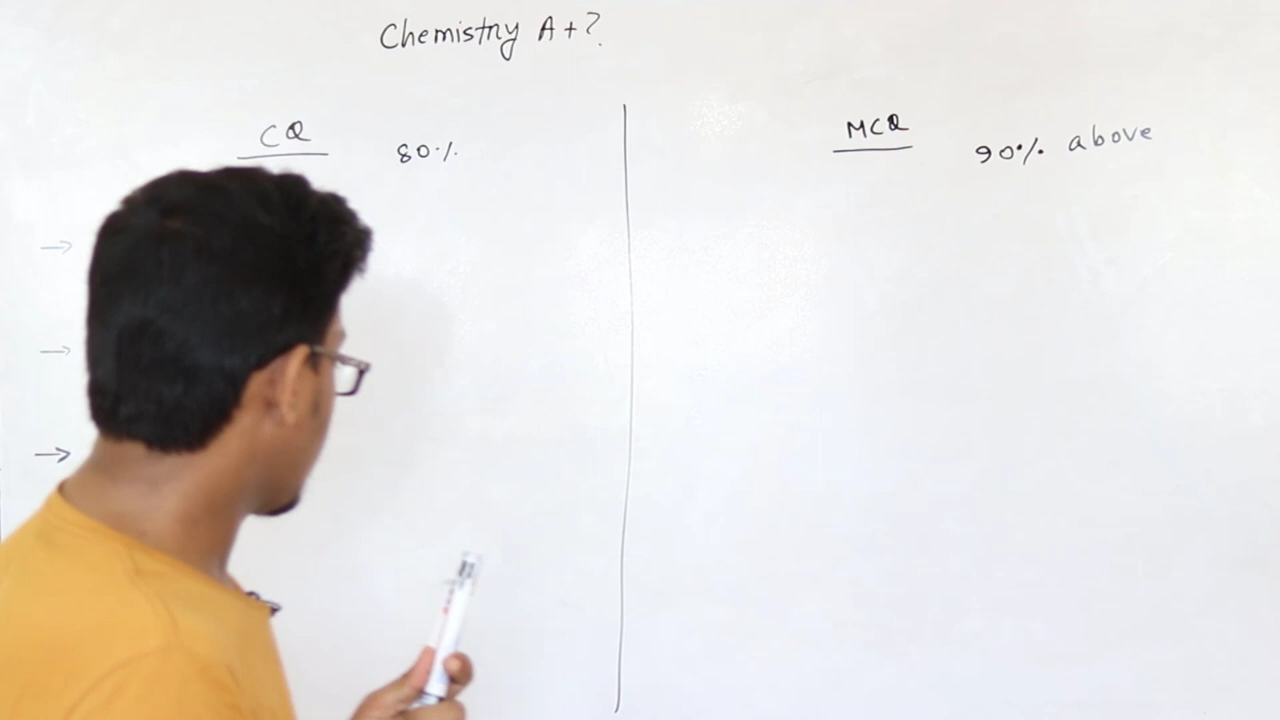 Chemistry A+?
CQ 80%
MCQ 90% above
→
→
→